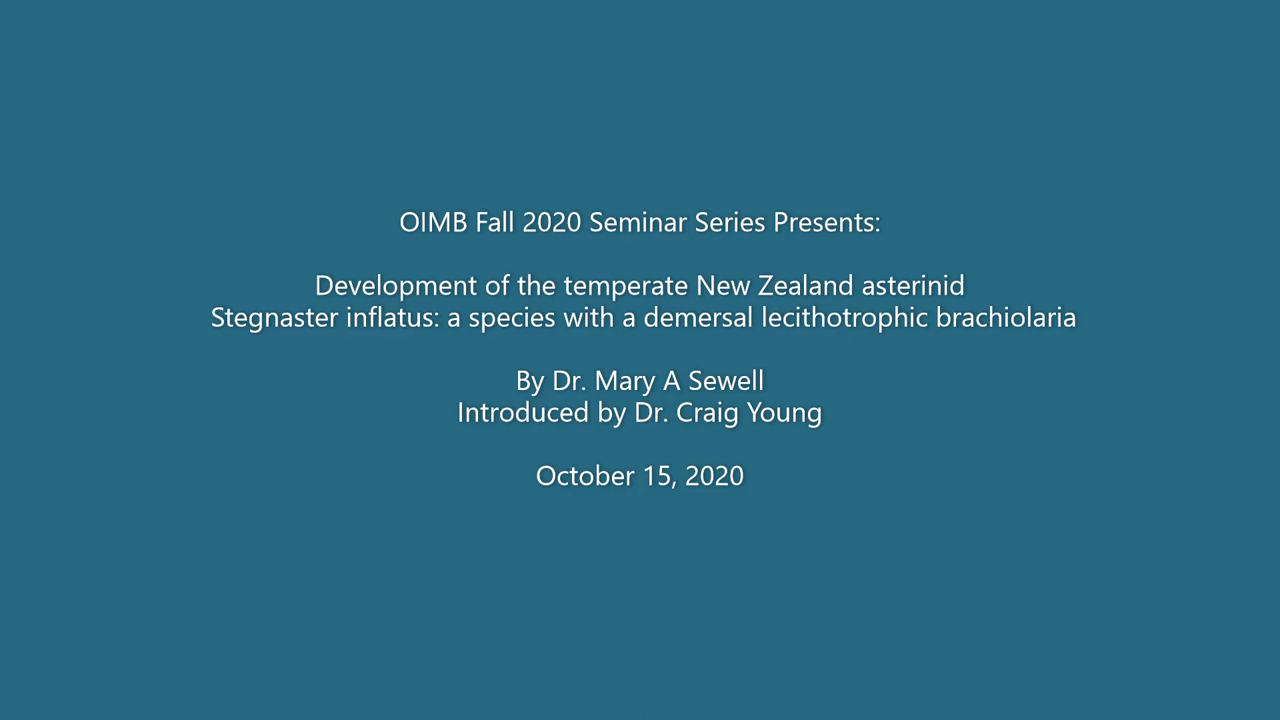 OIMB Fall 2020 Seminar Series Presents:
Development of the temperate New Zealand asterinid
Stegnaster inflatus: a species with a demersal lecithotrophic brachiolaria
By Dr. Mary A Sewell
Introduced by Dr. Craig Young
October 15, 2020